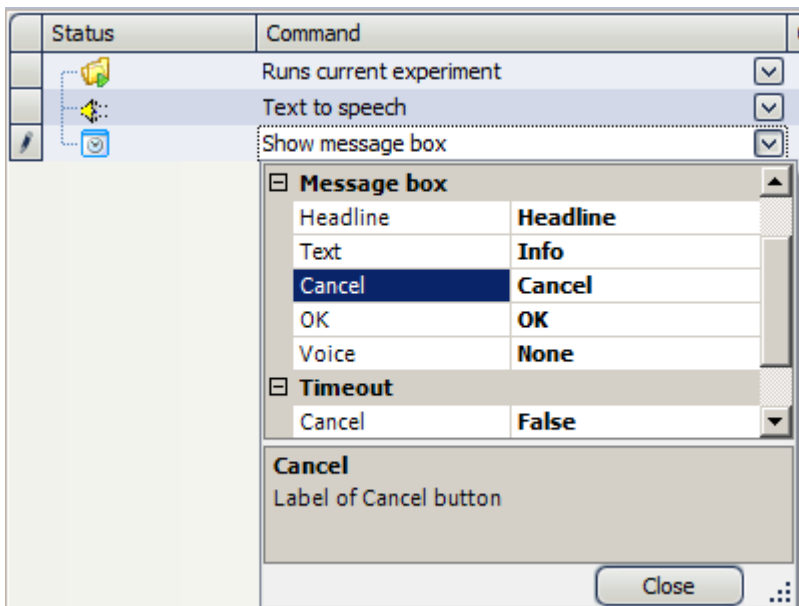 Status Command
Runs current experiment
Text to speech
Show message box
Message box
Headline Headline
Text Info
Cancel Cancel
OK OK
Voice None
Timeout
Cancel False
Cancel
Label of Cancel button
Close